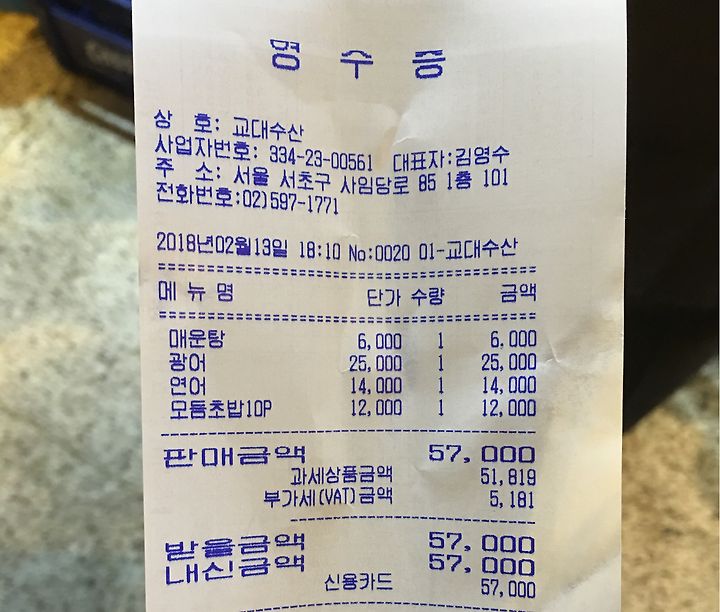 영 수 증
상 호: 교대수산
사업자번호: 334-23-00561 대표자:김영수
주 소: 서울 서초구 사임당로 85 1층 101
전화번호:02)597-1771
2018년02월13일 18:10 No:0020 01-교대수산
메 뉴 명 단가 수량 금액
매운탕 6,000 1 6,000
광어 25,000 1 25,000
연어 14,000 1 14,000
모듬초밥10P 12,000 1 12,000
판매금액 57,000
과세상품금액 51,819
부가세(VAT)금액 5,181
받을금액 57,000
내신금액 57,000
신용카드 57,000